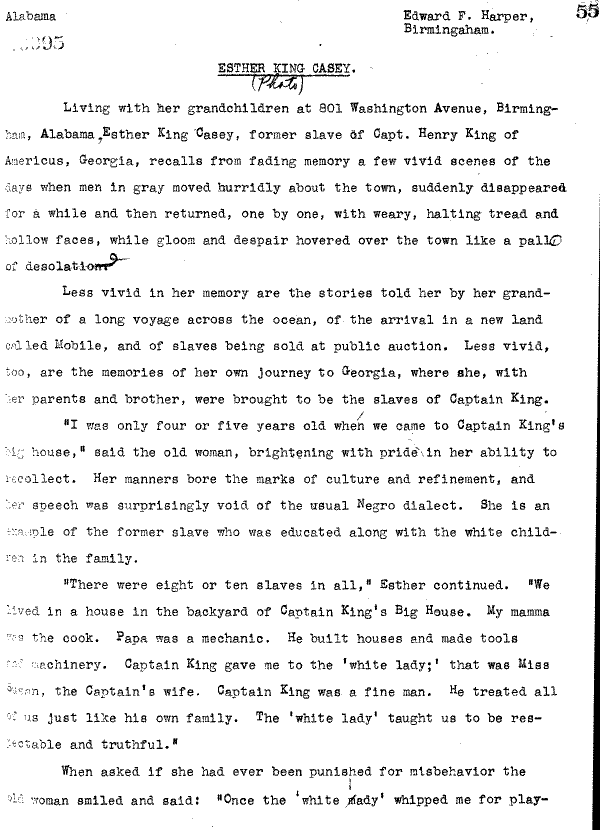 Alabama
Edward F. Harper,
Birmingaham.
55
ESTHER KING CASEY.
(Photo)
Living with her grandchildren at 801 Washington Avenue, Birming-
ham, Alabama, Esther King Casey, former slave of Capt. Henry King of
Americus, Georgia, recalls from fading memory a few vivid scenes of the
days when men in gray moved hurridly about the town, suddenly disappeared
for a while and then returned, one by one, with weary, halting tread and
hollow faces, while gloom and despair hovered over the town like a pall
of desolation
Less vivid in her memory are the stories told her by her grand-
mother of a long voyage across the ocean, of the arrival in a new land
called Mobile, and of slaves being sold at public auction. Less vivid,
too, are the memories of her own journey to Georgia, where she, with
her parents and brother, were brought to be the slaves of Captain King.
"I was only four or five years old when we came to Captain King's
big house," said the old woman, brightening with pride in her ability to
recollect. Her manners bore the marks of culture and refinement, and
her speech was surprisingly void of the usual Negro dialect. She is an
example of the former slave who was educated along with the white child-
ren in the family.
"There were eight or ten slaves in all," Esther continued. "We
lived in a house in the backyard of Captain King's Big House. My mamma
was the cook. Papa was a mechanic. He built houses and made tools
and machinery. Captain King gave me to the 'white lady;' that was Miss
Susan, the Captain's wife. Captain King was a fine man. He treated all
of us just like his own family. The 'white lady' taught us to be res-
pectable and truthful."
When asked if she had ever been punished for misbehavior the
old woman smiled and said: "Once the 'white lady' whipped me for play-